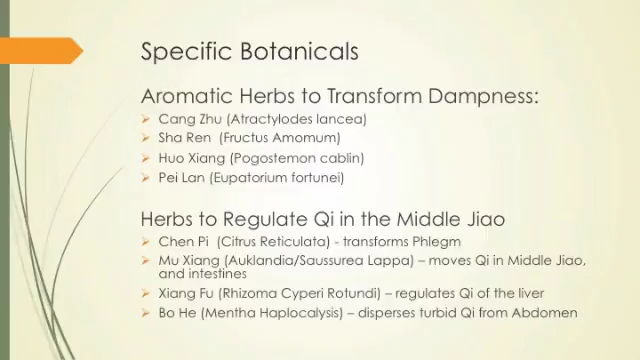 Specific Botanicals
Aromatic Herbs to Transform Dampness:
Cang Zhu (Atractylodes lancea)
Sha Ren (Fructus Amomum)
Huo Xiang (Pogostemon cablin)
Pei Lan (Eupatorium fortunei)
Herbs to Regulate Qi in the Middle Jiao
Chen Pi (Citrus Reticulata) - transforms Phlegm
Mu Xiang (Auklandia/Saussurea Lappa) – moves Qi in Middle Jiao,
and intestines
Xiang Fu (Rhizoma Cyperi Rotundi) – regulates Qi of the liver
Bo He (Mentha Haplocalysis) – disperses turbid Qi from Abdomen